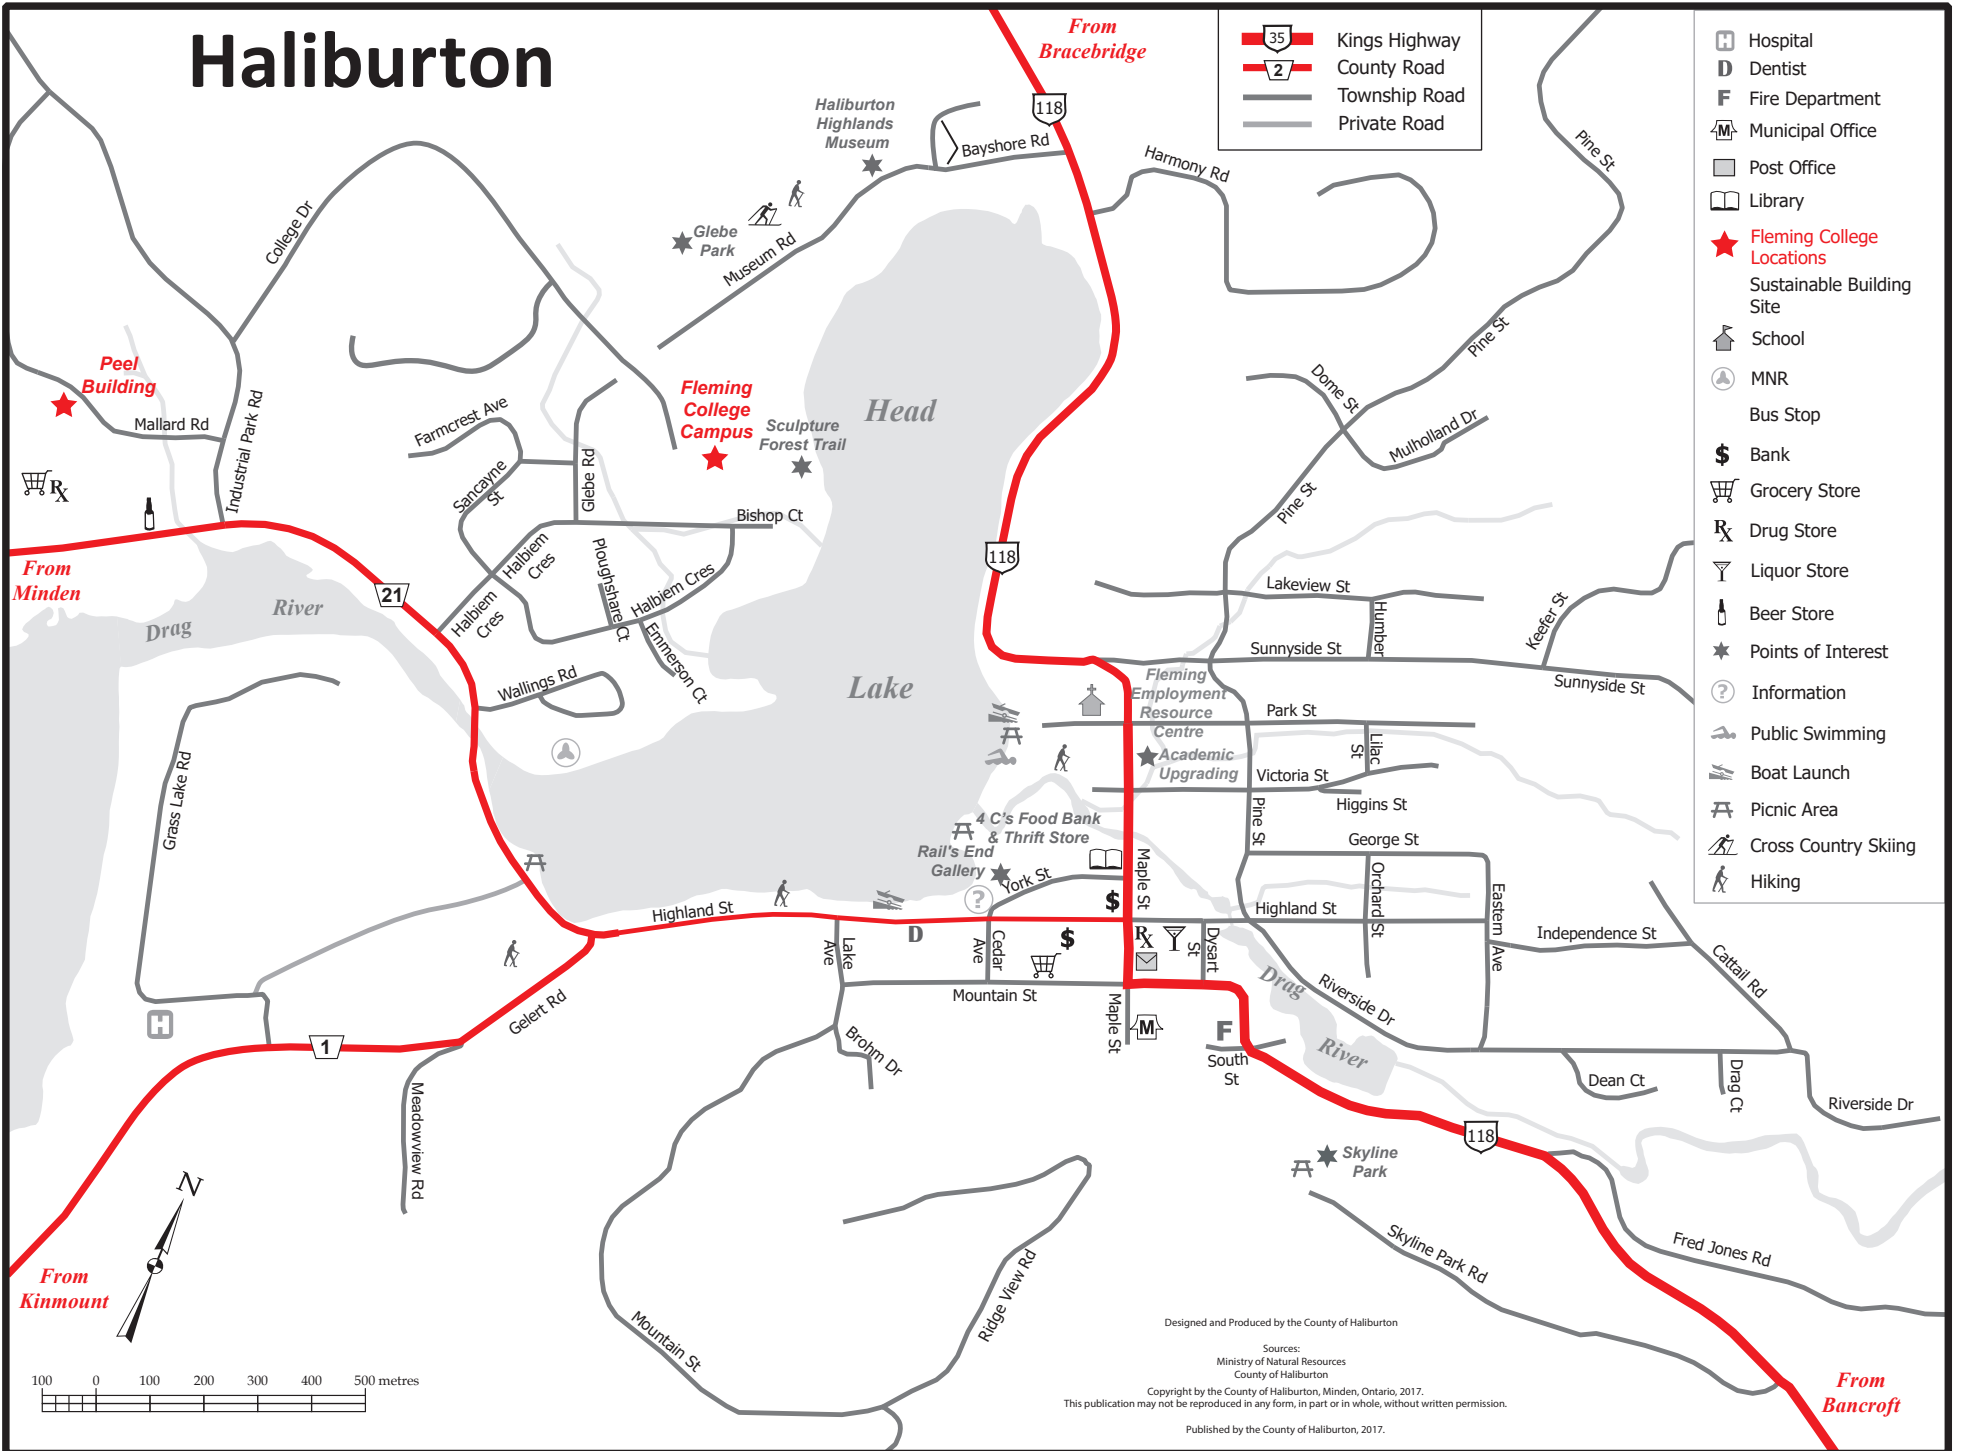 Haliburton
From
Bracebridge
118
35
Kings Highway
2
County Road
Township Road
Private Road
H
Hospital
D
Dentist
F
Fire Department
M
Municipal Office
Post Office
Library
Fleming College
Locations
Sustainable Building
Site
School
MNR
Bus Stop
$
Bank
Grocery Store
Rx
Drug Store
Liquor Store
Beer Store
Points of Interest
?
Information
Public Swimming
Boat Launch
Picnic Area
Cross Country Skiing
Hiking
Haliburton
Highlands
Museum
Bayshore Rd
Harmony Rd
Pine St
College Dr
Glebe
Park
Museum Rd
Pine St
Peel
Building
Mallard Rd
Industrial Park Rd
Farmcrest Ave
Sancayne
St
Glebe Rd
Fleming
College
Campus
Sculpture
Forest Trail
Head
Dome St
Mulholland Dr
Pine St
Rx
Bishop Ct
Halbiem
Cres
Ploughshare Ct
Halbiem Cres
Halbiem
Cres
Emmerson Ct
118
From
Minden
21
River
Drag
Wallings Rd
Lake
Lakeview St
Humber
Keefer St
Sunnyside St
Sunnyside St
Fleming
Employment
Resource
Centre
Academic
Upgrading
Park St
Lilac
St
Victoria St
Higgins St
Pine St
George St
Grass Lake Rd
4 C's Food Bank
& Thrift Store
Rail's End
Gallery
York St
?
$
Maple St
Highland St
Highland St
Orchard St
Eastern
Ave
Independence St
Cattail Rd
D
Lake
Ave
Cedar
Ave
$
Rx
Dysart
St
Mountain St
Maple St
M
F
South
St
Drag
River
Riverside Dr
Gelert Rd
H
1
Brohm Dr
Meadowview Rd
Dean Ct
Drag Ct
Riverside Dr
118
Skyline
Park
Skyline Park Rd
Fred Jones Rd
N
From
Kinmount
Mountain St
Ridge View Rd
From
Bancroft
100 0 100 200 300 400 500 metres
Designed and Produced by the County of Haliburton
Sources:
Ministry of Natural Resources
County of Haliburton
Copyright by the County of Haliburton, Minden, Ontario, 2017.
This publication may not be reproduced in any form, in part or in whole, without written permission.
Published by the County of Haliburton, 2017.